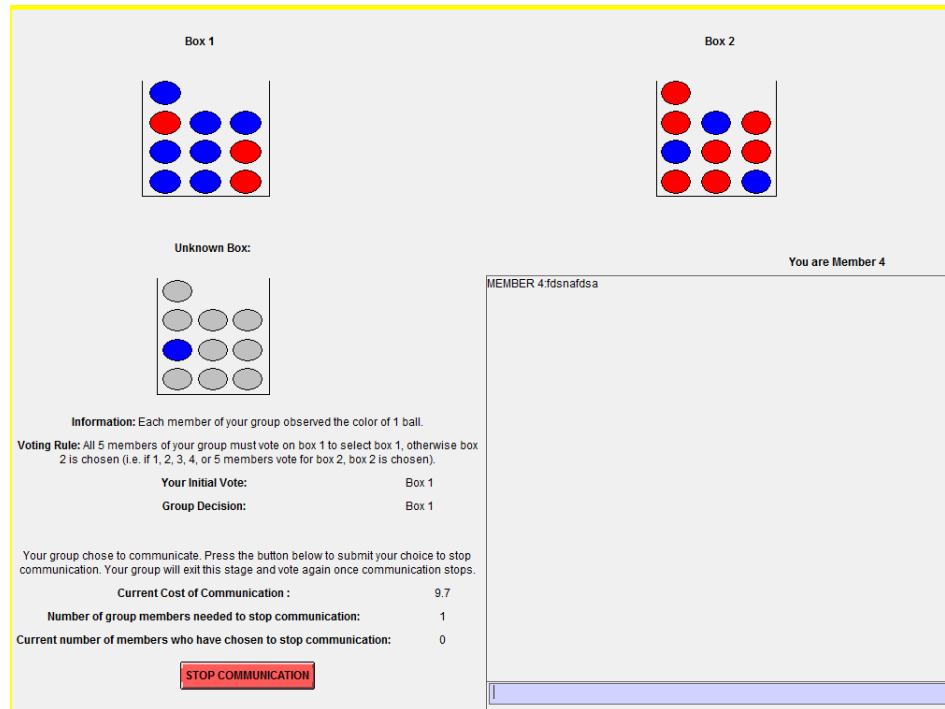 Box 1
Box 2
Unknown Box:
You are Member 4
MEMBER 4:fdsnafdsa
Information: Each member of your group observed the color of 1 ball.
Voting Rule: All 5 members of your group must vote on box 1 to select box 1, otherwise box
2 is chosen (i.e. if 1, 2, 3, 4, or 5 members vote for box 2, box 2 is chosen).
Your Initial Vote: Box 1
Group Decision: Box 1
Your group chose to communicate. Press the button below to submit your choice to stop
communication. Your group will exit this stage and vote again once communication stops.
Current Cost of Communication : 9.7
Number of group members needed to stop communication: 1
Current number of members who have chosen to stop communication: 0
STOP COMMUNICATION